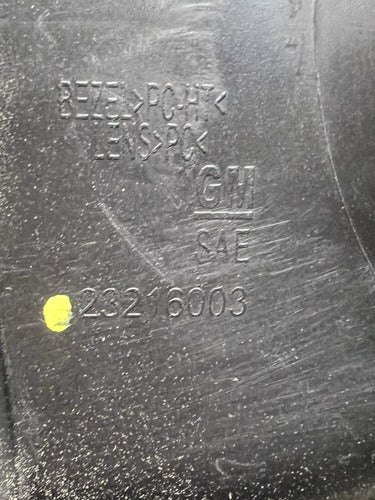 BEZEL>PC-HT<
LENS>PC<
GM
SAE
23216003